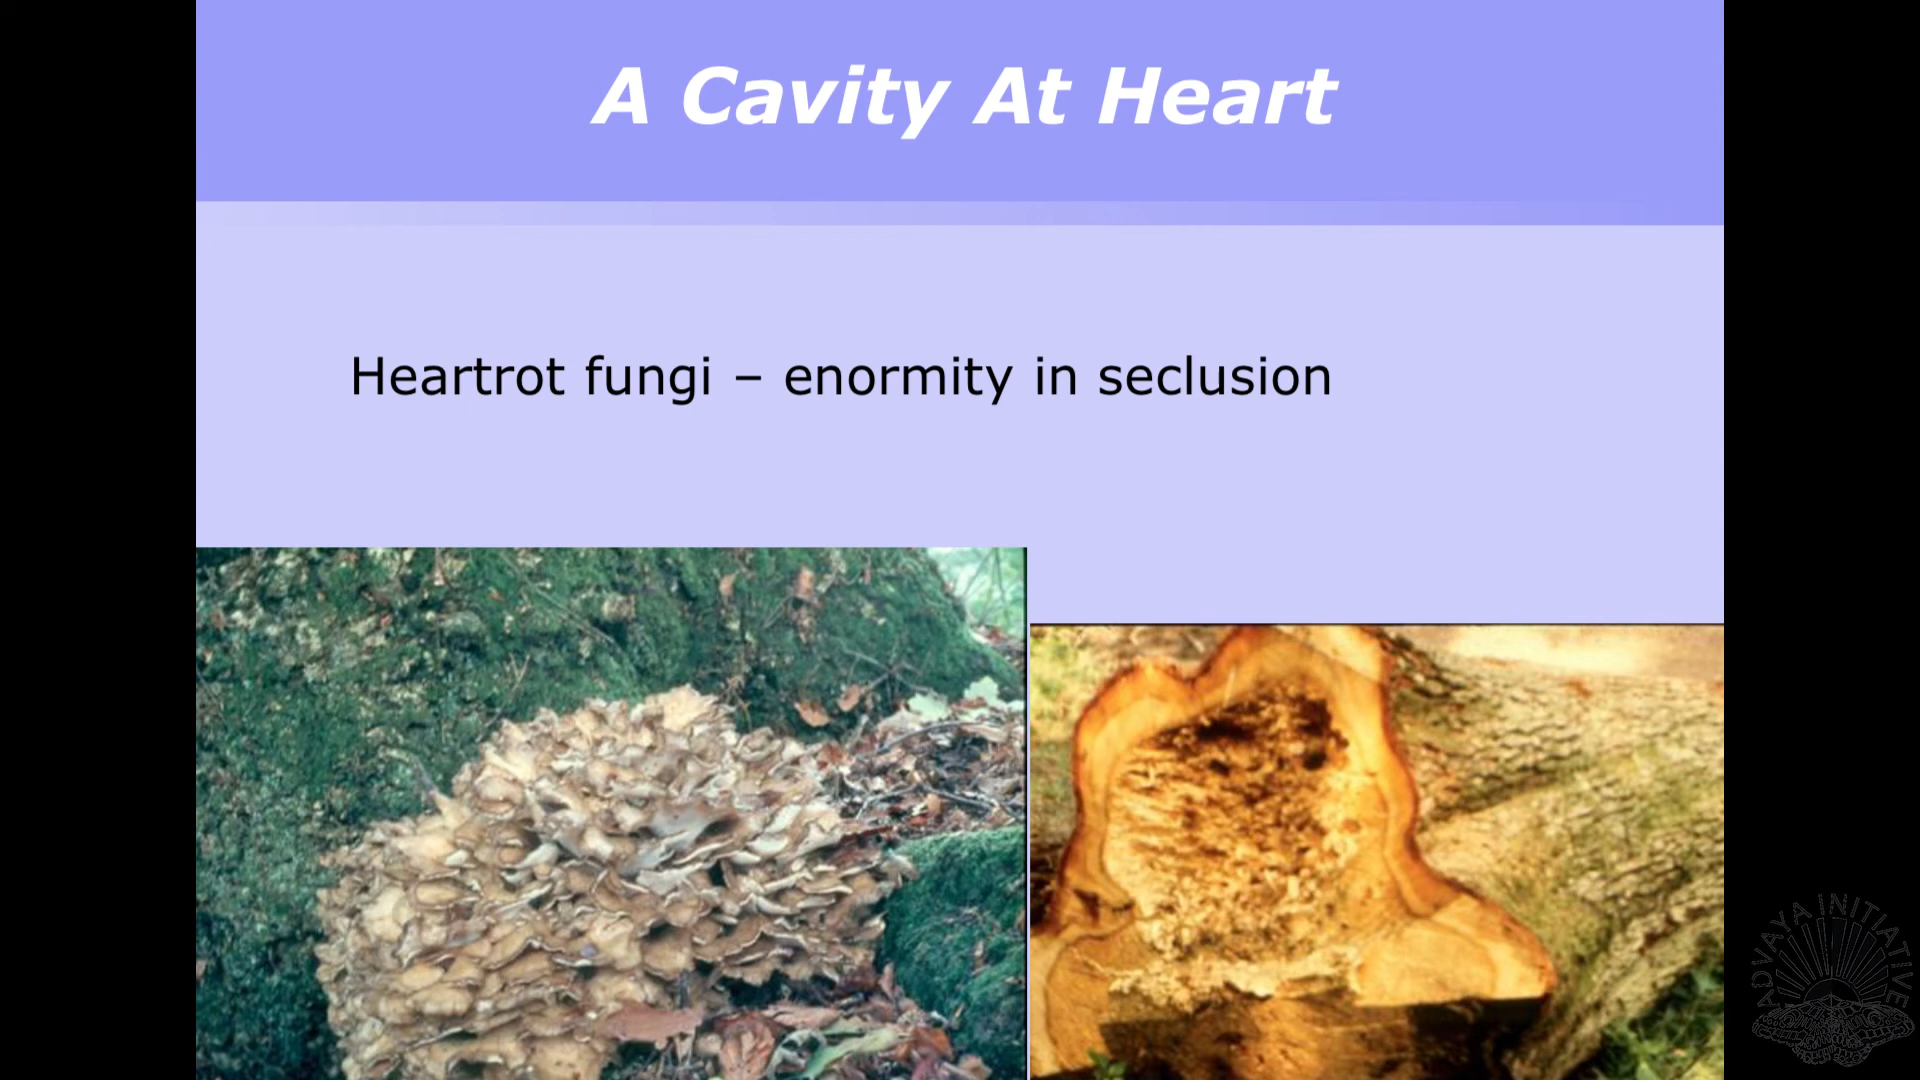 A Cavity At Heart
Heartrot fungi – enormity in seclusion
ADVAYA INITIATIVE